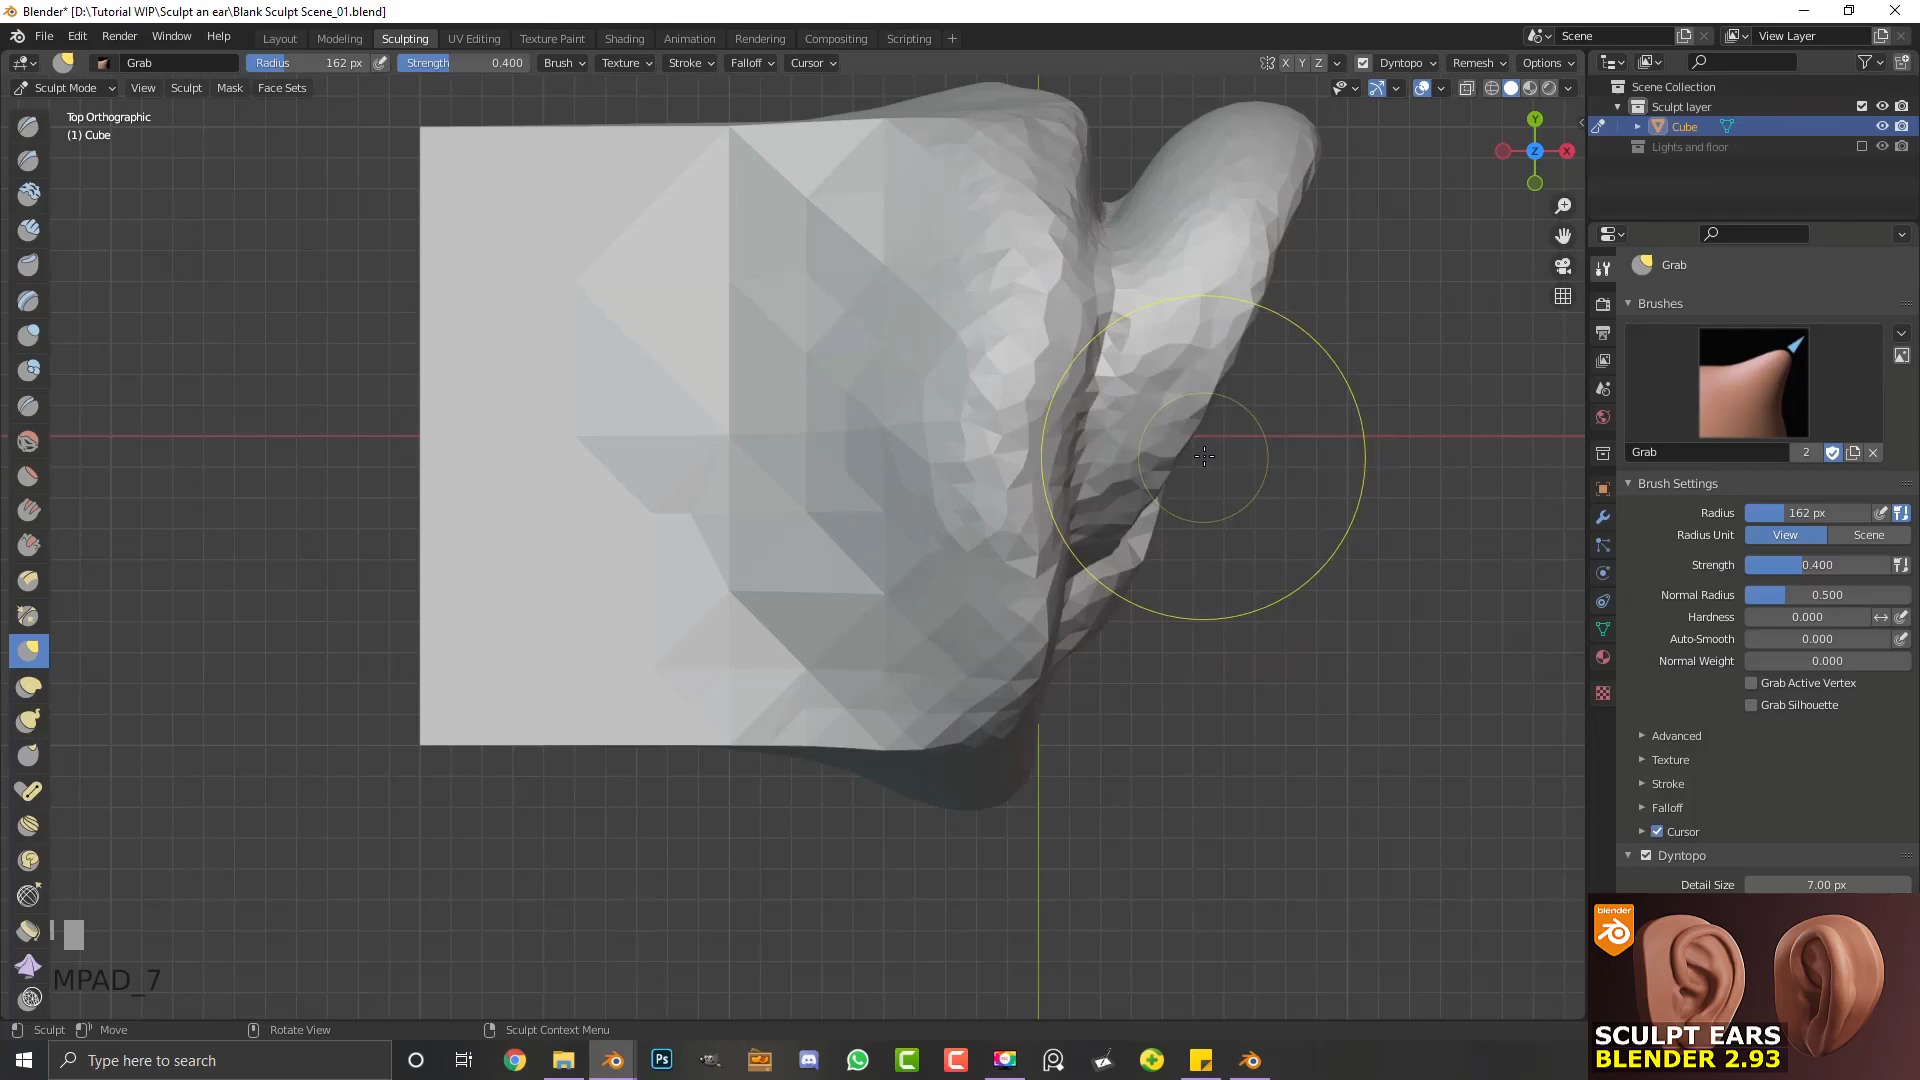 Blender* [D:\Tutorial WIP\Sculpt an ear\Blank Sculpt Scene_01.blend]
File Edit Render Window Help
Layout Modeling Sculpting UV Editing Texture Paint Shading Animation Rendering Compositing Scripting +
Scene
View Layer
Grab
Radius 162 px
Strength 0.400
Brush Texture Stroke Falloff Cursor
X Y Z
Dyntopo Remesh Options
Sculpt Mode View Sculpt Mask Face Sets
Top Orthographic
(1) Cube
Y
Z
X
Scene Collection
Sculpt layer
Cube
Lights and floor
Grab
Brushes
Grab 2
Brush Settings
Radius 162 px
Radius Unit View Scene
Strength 0.400
Normal Radius 0.500
Hardness 0.000
Auto-Smooth 0.000
Normal Weight 0.000
Grab Active Vertex
Grab Silhouette
Advanced
Texture
Stroke
Falloff
Cursor
Dyntopo
Detail Size 7.00 px
MPAD_7
blender
SCULPT EARS
BLENDER 2.93
Sculpt Move Rotate View Sculpt Context Menu
Type here to search
Ps